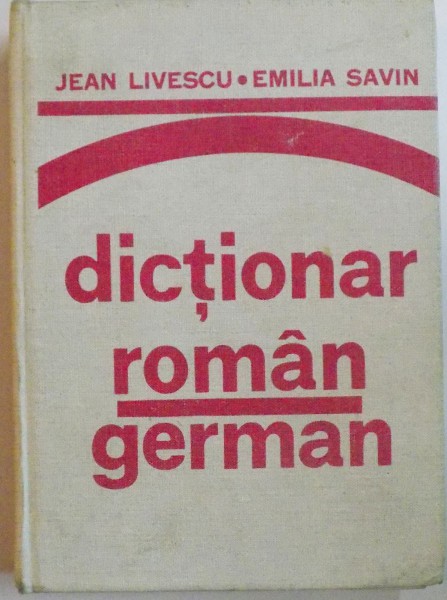 JEAN LIVESCU • EMILIA SAVIN
dicționar
român
german